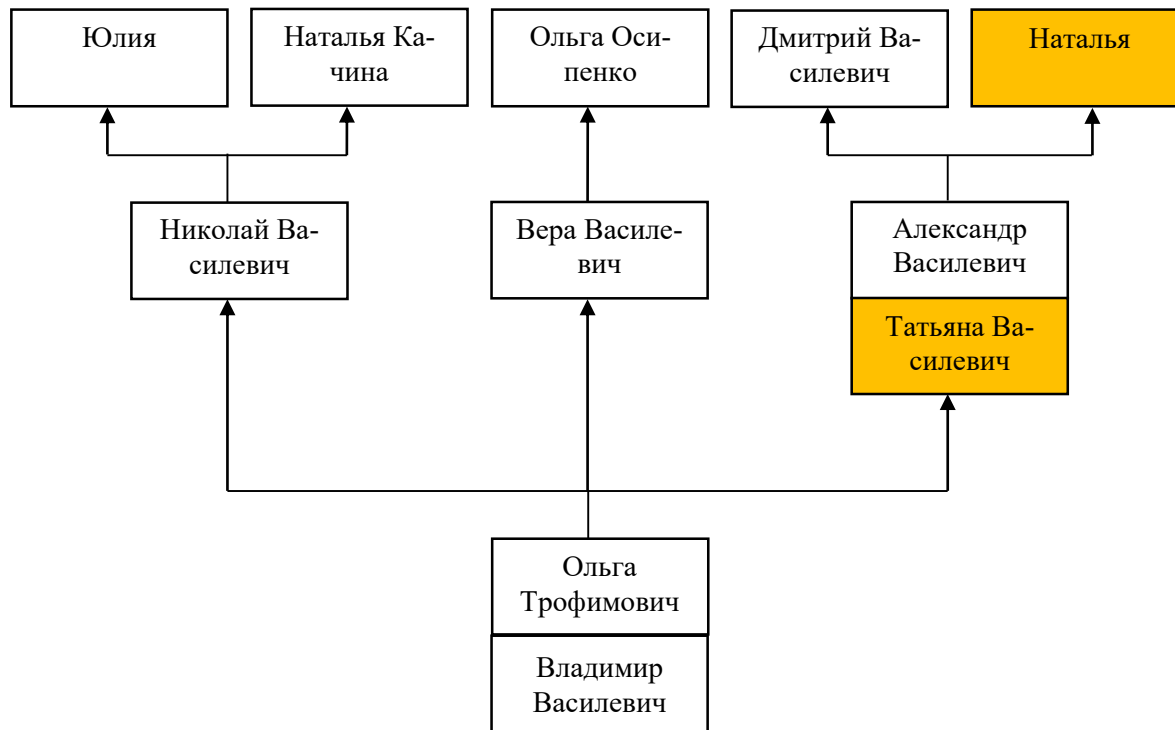 Юлия
Наталья Ка-
чина
Ольга Оси-
пенко
Дмитрий Ва-
силевич
Наталья
Николай Ва-
силевич
Вера Василе-
вич
Александр
Василевич
Татьяна Ва-
силевич
Ольга
Трофимович
Владимир
Василевич